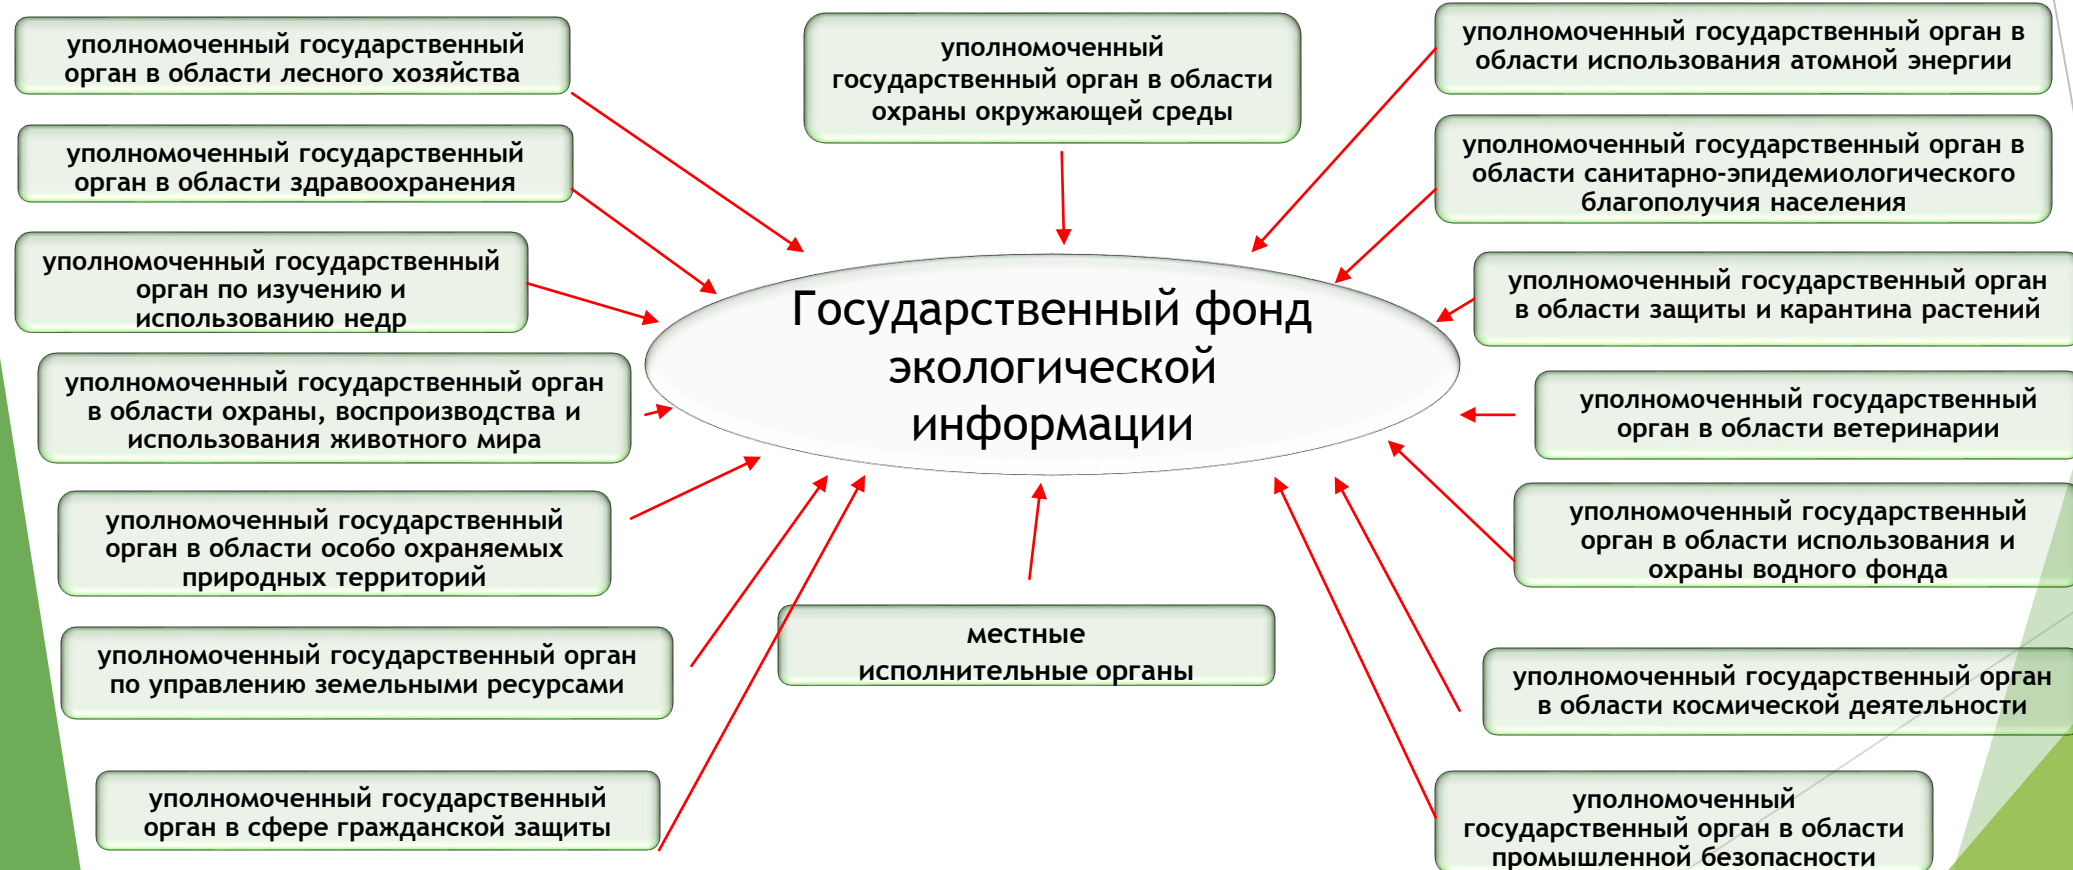 уполномоченный государственный
орган в области лесного хозяйства
уполномоченный
государственный орган в области
охраны окружающей среды
уполномоченный государственный орган в
области использования атомной энергии
уполномоченный государственный
орган в области здравоохранения
уполномоченный государственный орган в
области санитарно-эпидемиологического
благополучия населения
уполномоченный государственный
орган по изучению и
использованию недр
Государственный фонд
экологической
информации
уполномоченный государственный орган
в области защиты и карантина растений
уполномоченный государственный орган
в области охраны, воспроизводства и
использования животного мира
уполномоченный государственный
орган в области ветеринарии
уполномоченный государственный
орган в области особо охраняемых
природных территорий
уполномоченный государственный
орган в области использования и
охраны водного фонда
уполномоченный государственный орган
по управлению земельными ресурсами
местные
исполнительные органы
уполномоченный государственный орган
в области космической деятельности
уполномоченный государственный
орган в сфере гражданской защиты
уполномоченный
государственный орган в области
промышленной безопасности